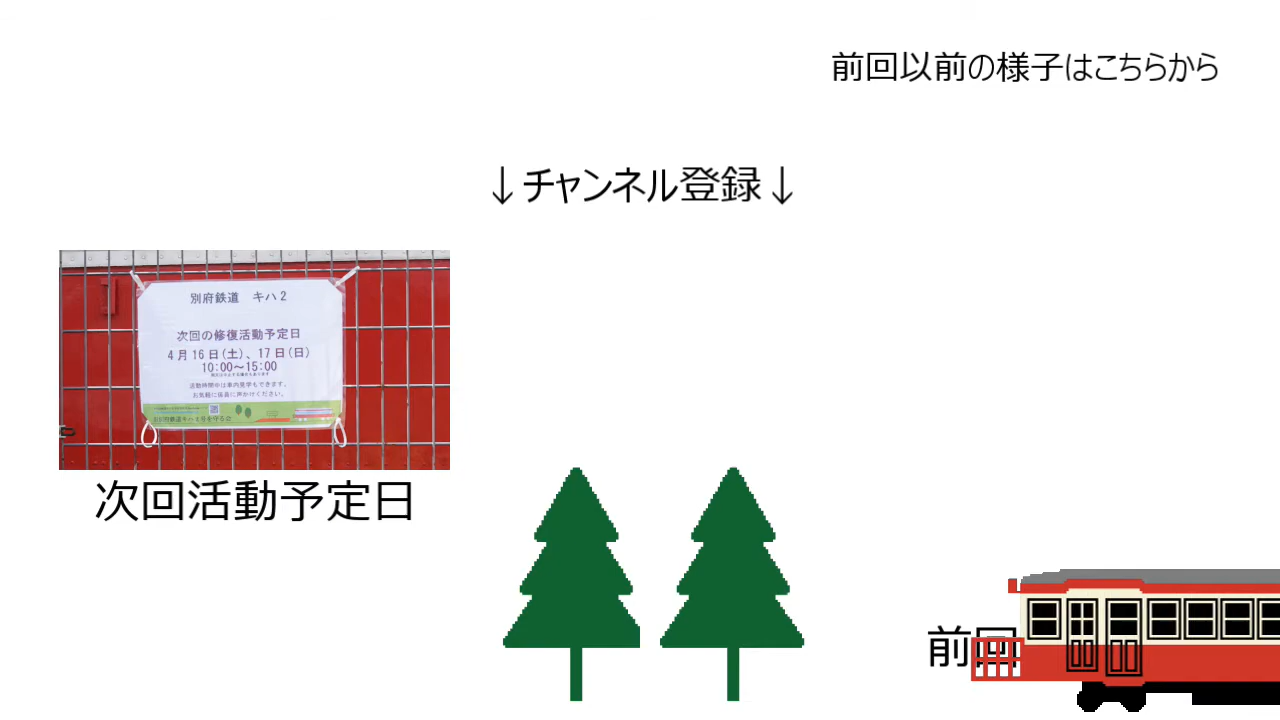 前回以前の様子はこちらから
↓チャンネル登録↓
別府鉄道 キハ2
次回の修復活動予定日
4月16日(土)、17日(日)
10:00～15:00
活動時間中は車内見学もできます。
お気軽に係員に声かけください。
次回活動予定日
前回